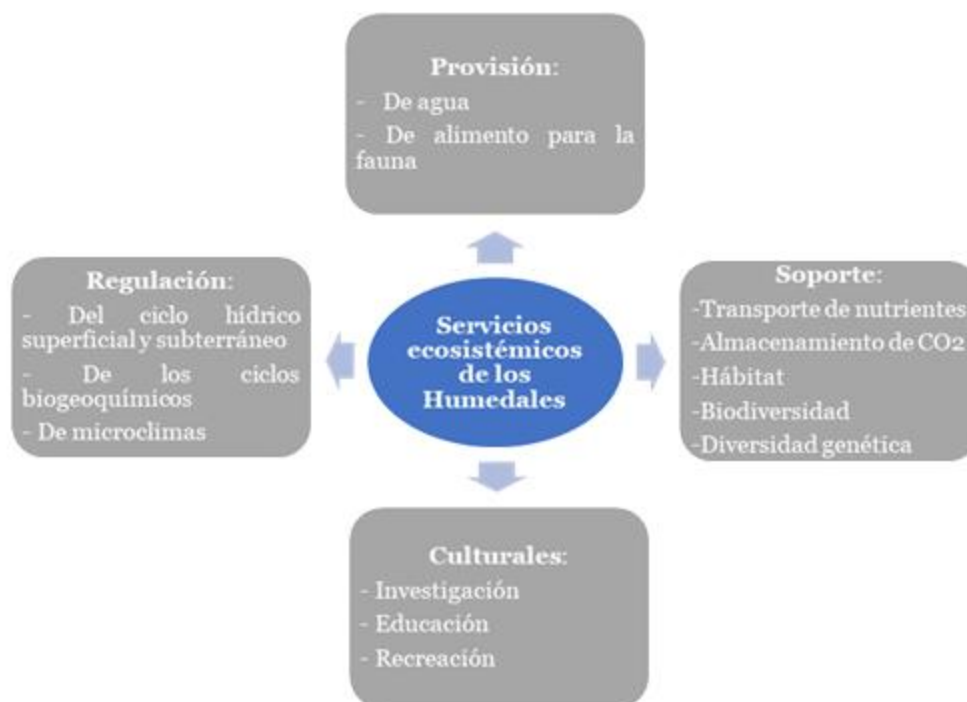 Provisión:
- De agua
- De alimento para la
fauna
Regulación:
- Del ciclo hídrico
superficial y subterráneo
- De los ciclos
biogeoquímicos
- De microclimas
Servicios
ecosistémicos
de los
Humedales
Soporte:
-Transporte de nutrientes
-Almacenamiento de CO2
-Hábitat
-Biodiversidad
-Diversidad genética
Culturales:
- Investigación
- Educación
- Recreación